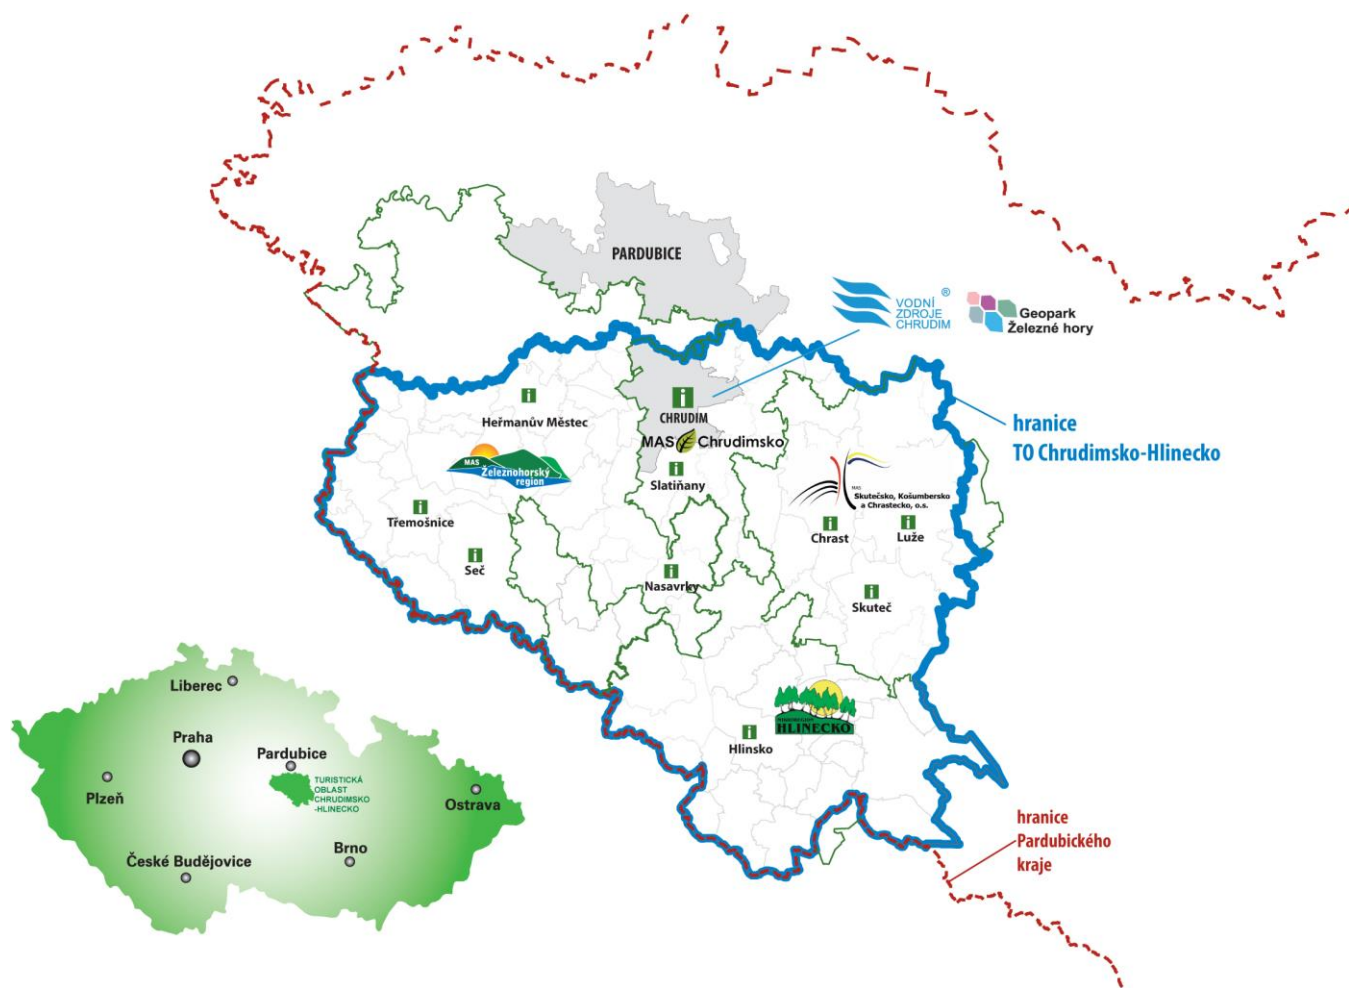 PARDUBICE
VODNÍ
ZDROJE
CHRUDIM
®
Geopark
Železné hory
CHRUDIM
Heřmanův Městec
hranice
TO Chrudimsko-Hlinecko
MAS Chrudimsko
MAS
Železnohorský
region
Slatiňany
MAS
Skutečsko, Košumbersko
a Chrastecko, o.s.
Třemošnice
Chrast
Luže
Seč
Nasavrky
Skuteč
MIKROREGION
HLINECKO
Hlinsko
hranice
Pardubického
kraje
Liberec
Praha
Pardubice
TURISTICKÁ
OBLAST
CHRUDIMSKO
-HLINECKO
Plzeň
Ostrava
Brno
České Budějovice